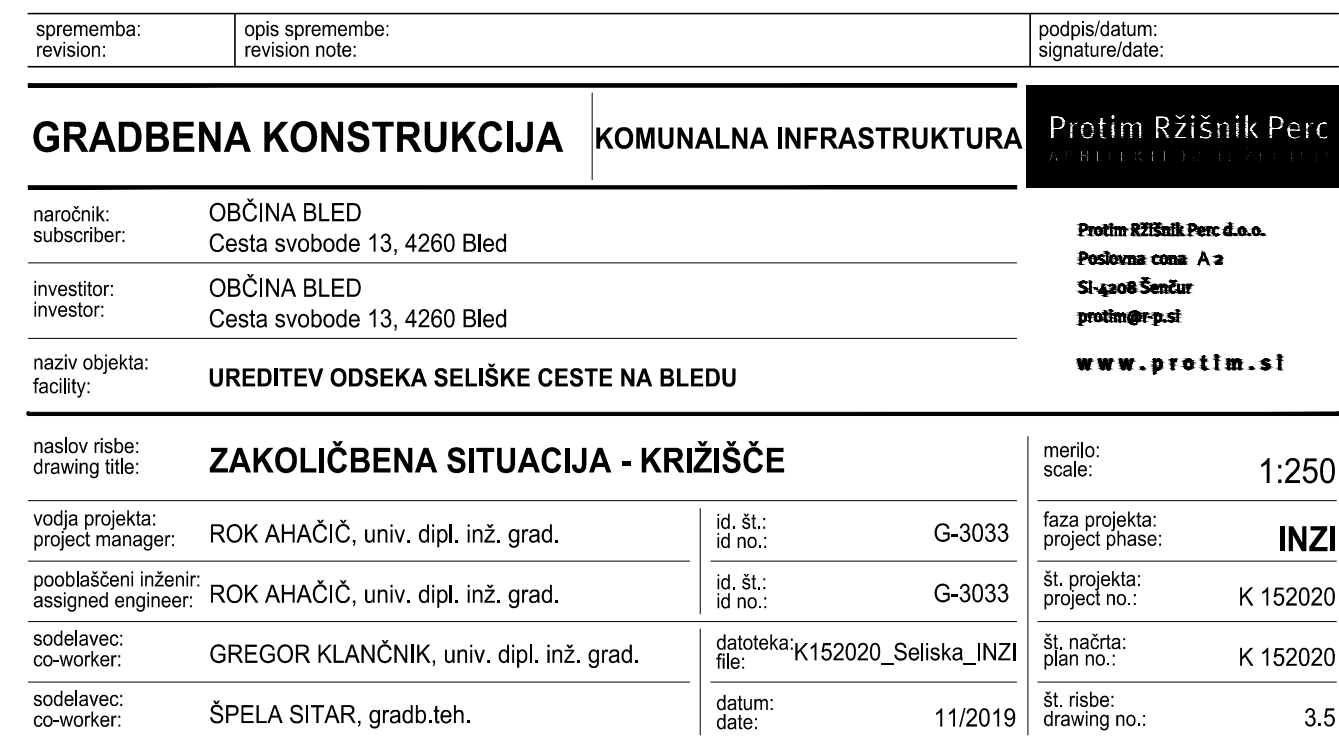 sprememba: opis spremembe: podpis/datum:
revision: revision note: signature/date:
GRADBENA KONSTRUKCIJA KOMUNALNA INFRASTRUKTURA
Protim Ržišnik Perc
naročnik: OBČINA BLED
subscriber: Cesta svobode 13, 4260 Bled
investitor: OBČINA BLED
investor: Cesta svobode 13, 4260 Bled
naziv objekta:
facility: UREDITEV ODSEKA SELIŠKE CESTE NA BLEDU
Protim Ržišnik Perc d.o.o.
Poslovna cona A 2
SI-4208 Šenčur
protim@r-p.si
www.protim.si
naslov risbe:
drawing title: ZAKOLIČBENA SITUACIJA - KRIŽIŠČE
merilo:
scale: 1:250
vodja projekta:
project manager: ROK AHAČIČ, univ. dipl. inž. grad.
id. št.:
id no.: G-3033
faza projekta:
project phase: INZI
pooblaščeni inženir:
assigned engineer: ROK AHAČIČ, univ. dipl. inž. grad.
id. št.:
id no.: G-3033
št. projekta:
project no.: K 152020
sodelavec:
co-worker: GREGOR KLANČNIK, univ. dipl. inž. grad.
datoteka: K152020_Seliska_INZI
file:
št. načrta:
plan no.: K 152020
sodelavec:
co-worker: ŠPELA SITAR, gradb.teh.
datum:
date: 11/2019
št. risbe:
drawing no.: 3.5